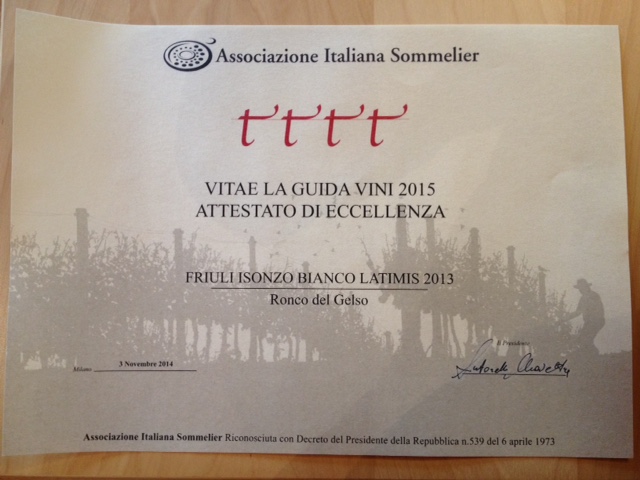 Associazione Italiana Sommelier
tttt
VITAE LA GUIDA VINI 2015
ATTESTATO DI ECCELLENZA
FRIULI ISONZO BIANCO LATIMIS 2013
Ronco del Gelso
Il Presidente
Milano 3 Novembre 2014
Associazione Italiana Sommelier Riconosciuta con Decreto del Presidente della Repubblica n.539 del 6 aprile 1973